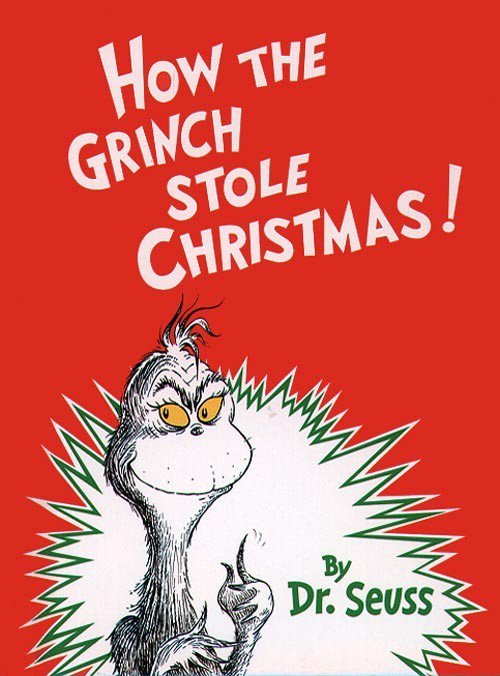 HOW THE
GRINCH
STOLE
CHRISTMAS!
By
Dr. Seuss